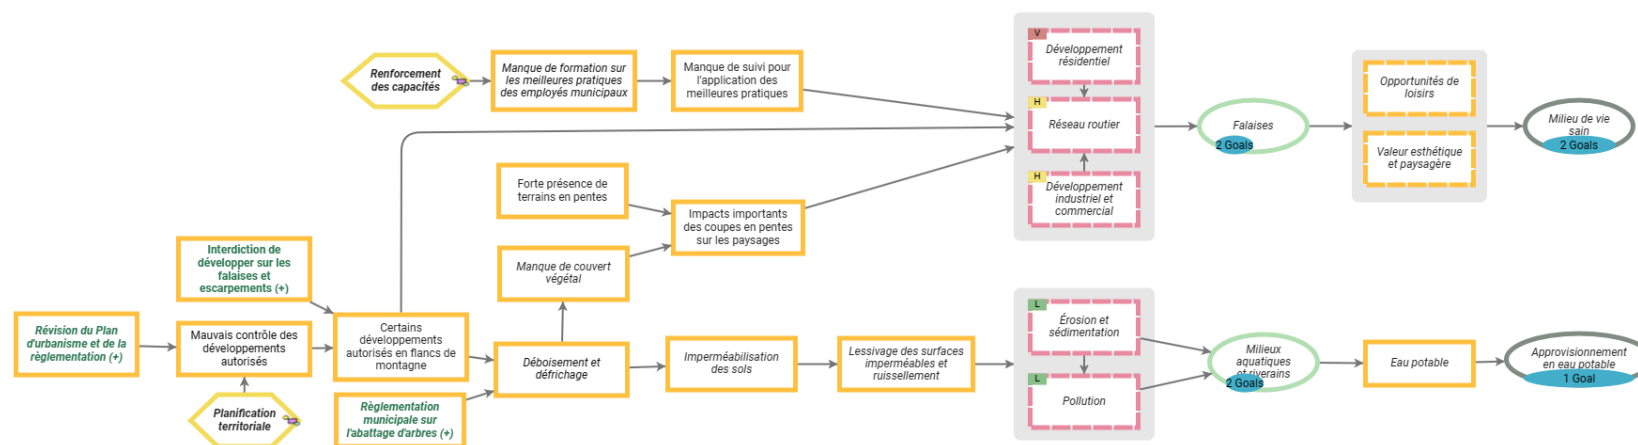 Renforcement
des capacités
Manque de formation sur
les meilleures pratiques
des employés municipaux
Manque de suivi pour
l'application des
meilleures pratiques
V
Développement
résidentiel
H
Réseau routier
H
Développement
industriel et
commercial
Falaises
2 Goals
Opportunités de
loisirs
Valeur esthétique
et paysagère
Milieu de vie
sain
2 Goals
Forte présence de
terrains en pentes
Impacts importants
des coupes en pentes
sur les paysages
Manque de couvert
végétal
Interdiction de
développer sur les
falaises et
escarpements (+)
Révision du Plan
d'urbanisme et de la
règlementation (+)
Mauvais contrôle des
développements
autorisés
Certains
développements
autorisés en flancs de
montagne
Planification
territoriale
Déboisement et
défrichage
Règlementation
municipale sur
l'abattage d'arbres (+)
Imperméabilisation
des sols
Lessivage des surfaces
imperméables et
ruissellement
L
Érosion et
sédimentation
L
Pollution
Milieux
aquatiques
et riverains
2 Goals
Eau potable
Approvisionnement
en eau potable
1 Goal